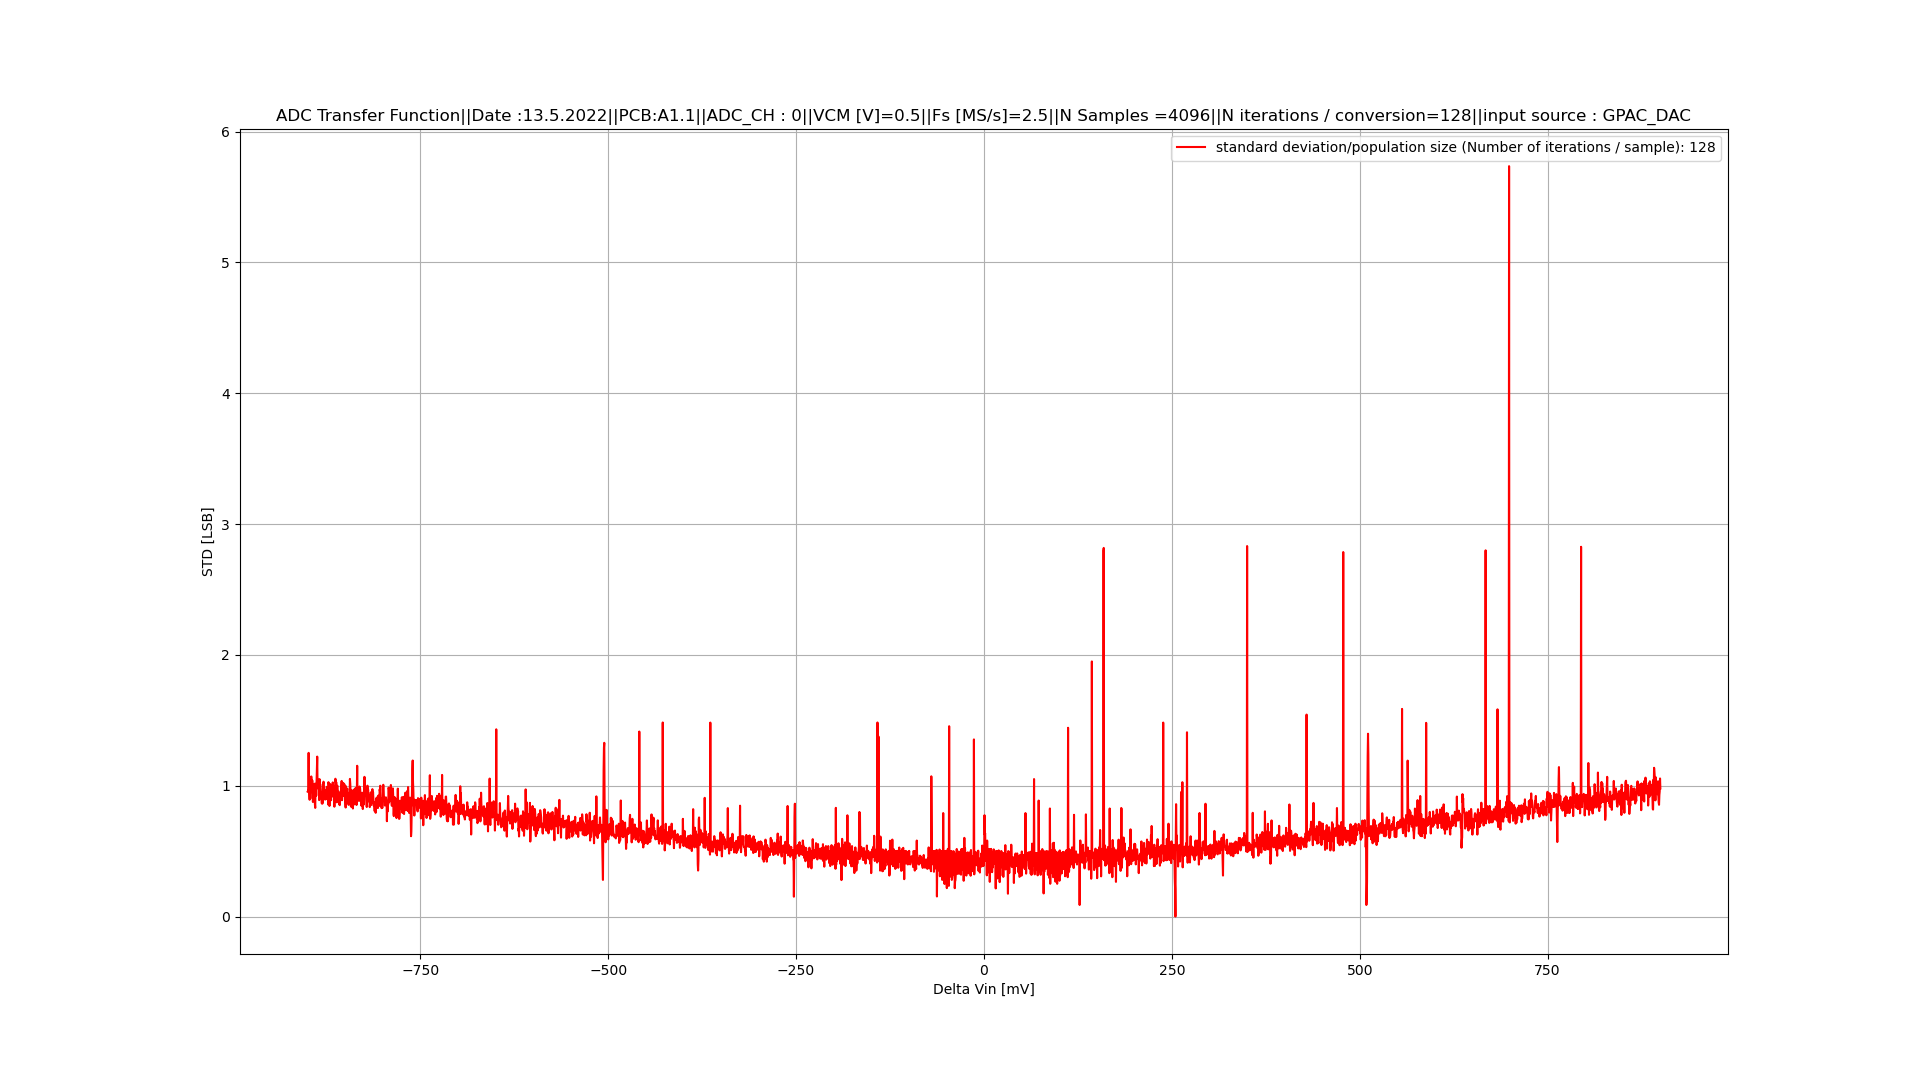 ADC Transfer Function||Date :13.5.2022||PCB:A1.1||ADC_CH : 0||VCM [V]=0.5||Fs [MS/s]=2.5||N Samples =4096||N iterations / conversion=128||input source : GPAC_DAC
standard deviation/population size (Number of iterations / sample): 128
6
5
4
3
2
1
0
STD [LSB]
−750 −500 −250 0 250 500 750
Delta Vin [mV]